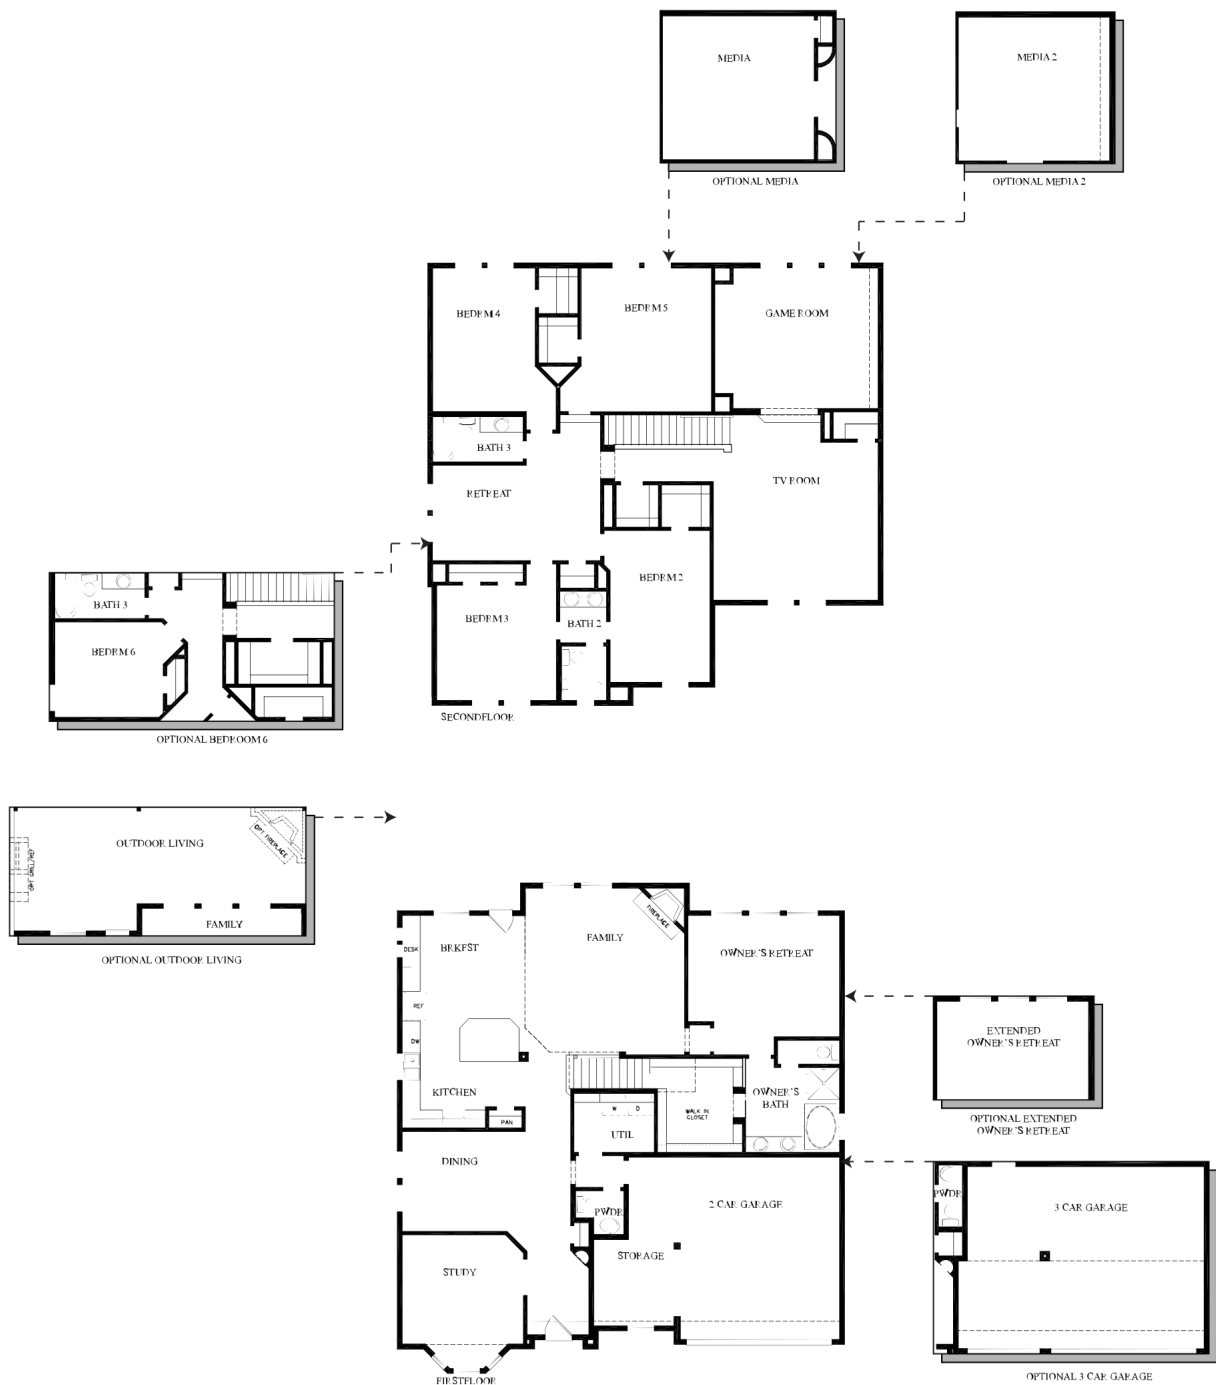 MEDIA
MEDIA 2
OPTIONAL MEDIA
OPTIONAL MEDIA 2
BEDRM 4
BEDRM 5
GAME ROOM
BATH 3
RETREAT
TV ROOM
BEDRM 2
BEDRM 3
BATH 2
SECONDFLOOR
BATH 3
BEDRM 6
OPTIONAL BEDROOM 6
OUTDOOR LIVING
OPT FIREPLACE
OPT GRILL/REF
FAMILY
OPTIONAL OUTDOOR LIVING
FIREPLACE
DESK
BRKFST
FAMILY
OWNER'S RETREAT
REF
DW
KITCHEN
PAN
W D
UTIL
WALK IN
CLOSET
OWNER'S
BATH
DINING
PWDR
2 CAR GARAGE
STORAGE
STUDY
FIRSTFLOOR
EXTENDED
OWNER'S RETREAT
OPTIONAL EXTENDED
OWNER'S RETREAT
PWDR
3 CAR GARAGE
OPTIONAL 3 CAR GARAGE